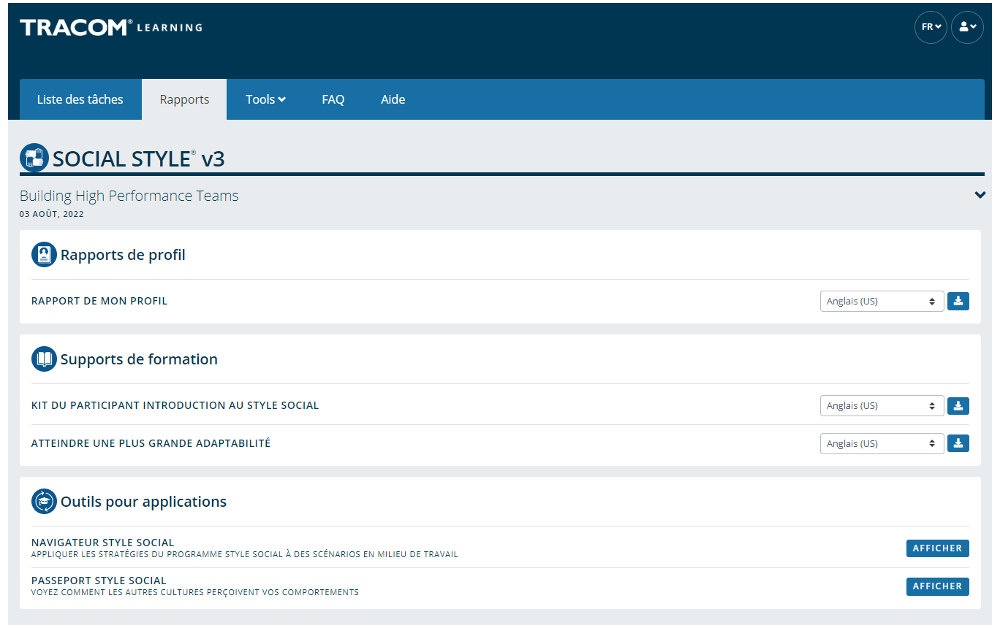 TRACOM® LEARNING
FR
Liste des tâches
Rapports
Tools
FAQ
Aide
SOCIAL STYLE® v3
Building High Performance Teams
03 AOÛT, 2022
Rapports de profil
RAPPORT DE MON PROFIL
Anglais (US)
Supports de formation
KIT DU PARTICIPANT INTRODUCTION AU STYLE SOCIAL
Anglais (US)
ATTEINDRE UNE PLUS GRANDE ADAPTABILITÉ
Anglais (US)
Outils pour applications
NAVIGATEUR STYLE SOCIAL
APPLIQUER LES STRATÉGIES DU PROGRAMME STYLE SOCIAL À DES SCÉNARIOS EN MILIEU DE TRAVAIL
AFFICHER
PASSEPORT STYLE SOCIAL
VOYEZ COMMENT LES AUTRES CULTURES PERÇOIVENT VOS COMPORTEMENTS
AFFICHER